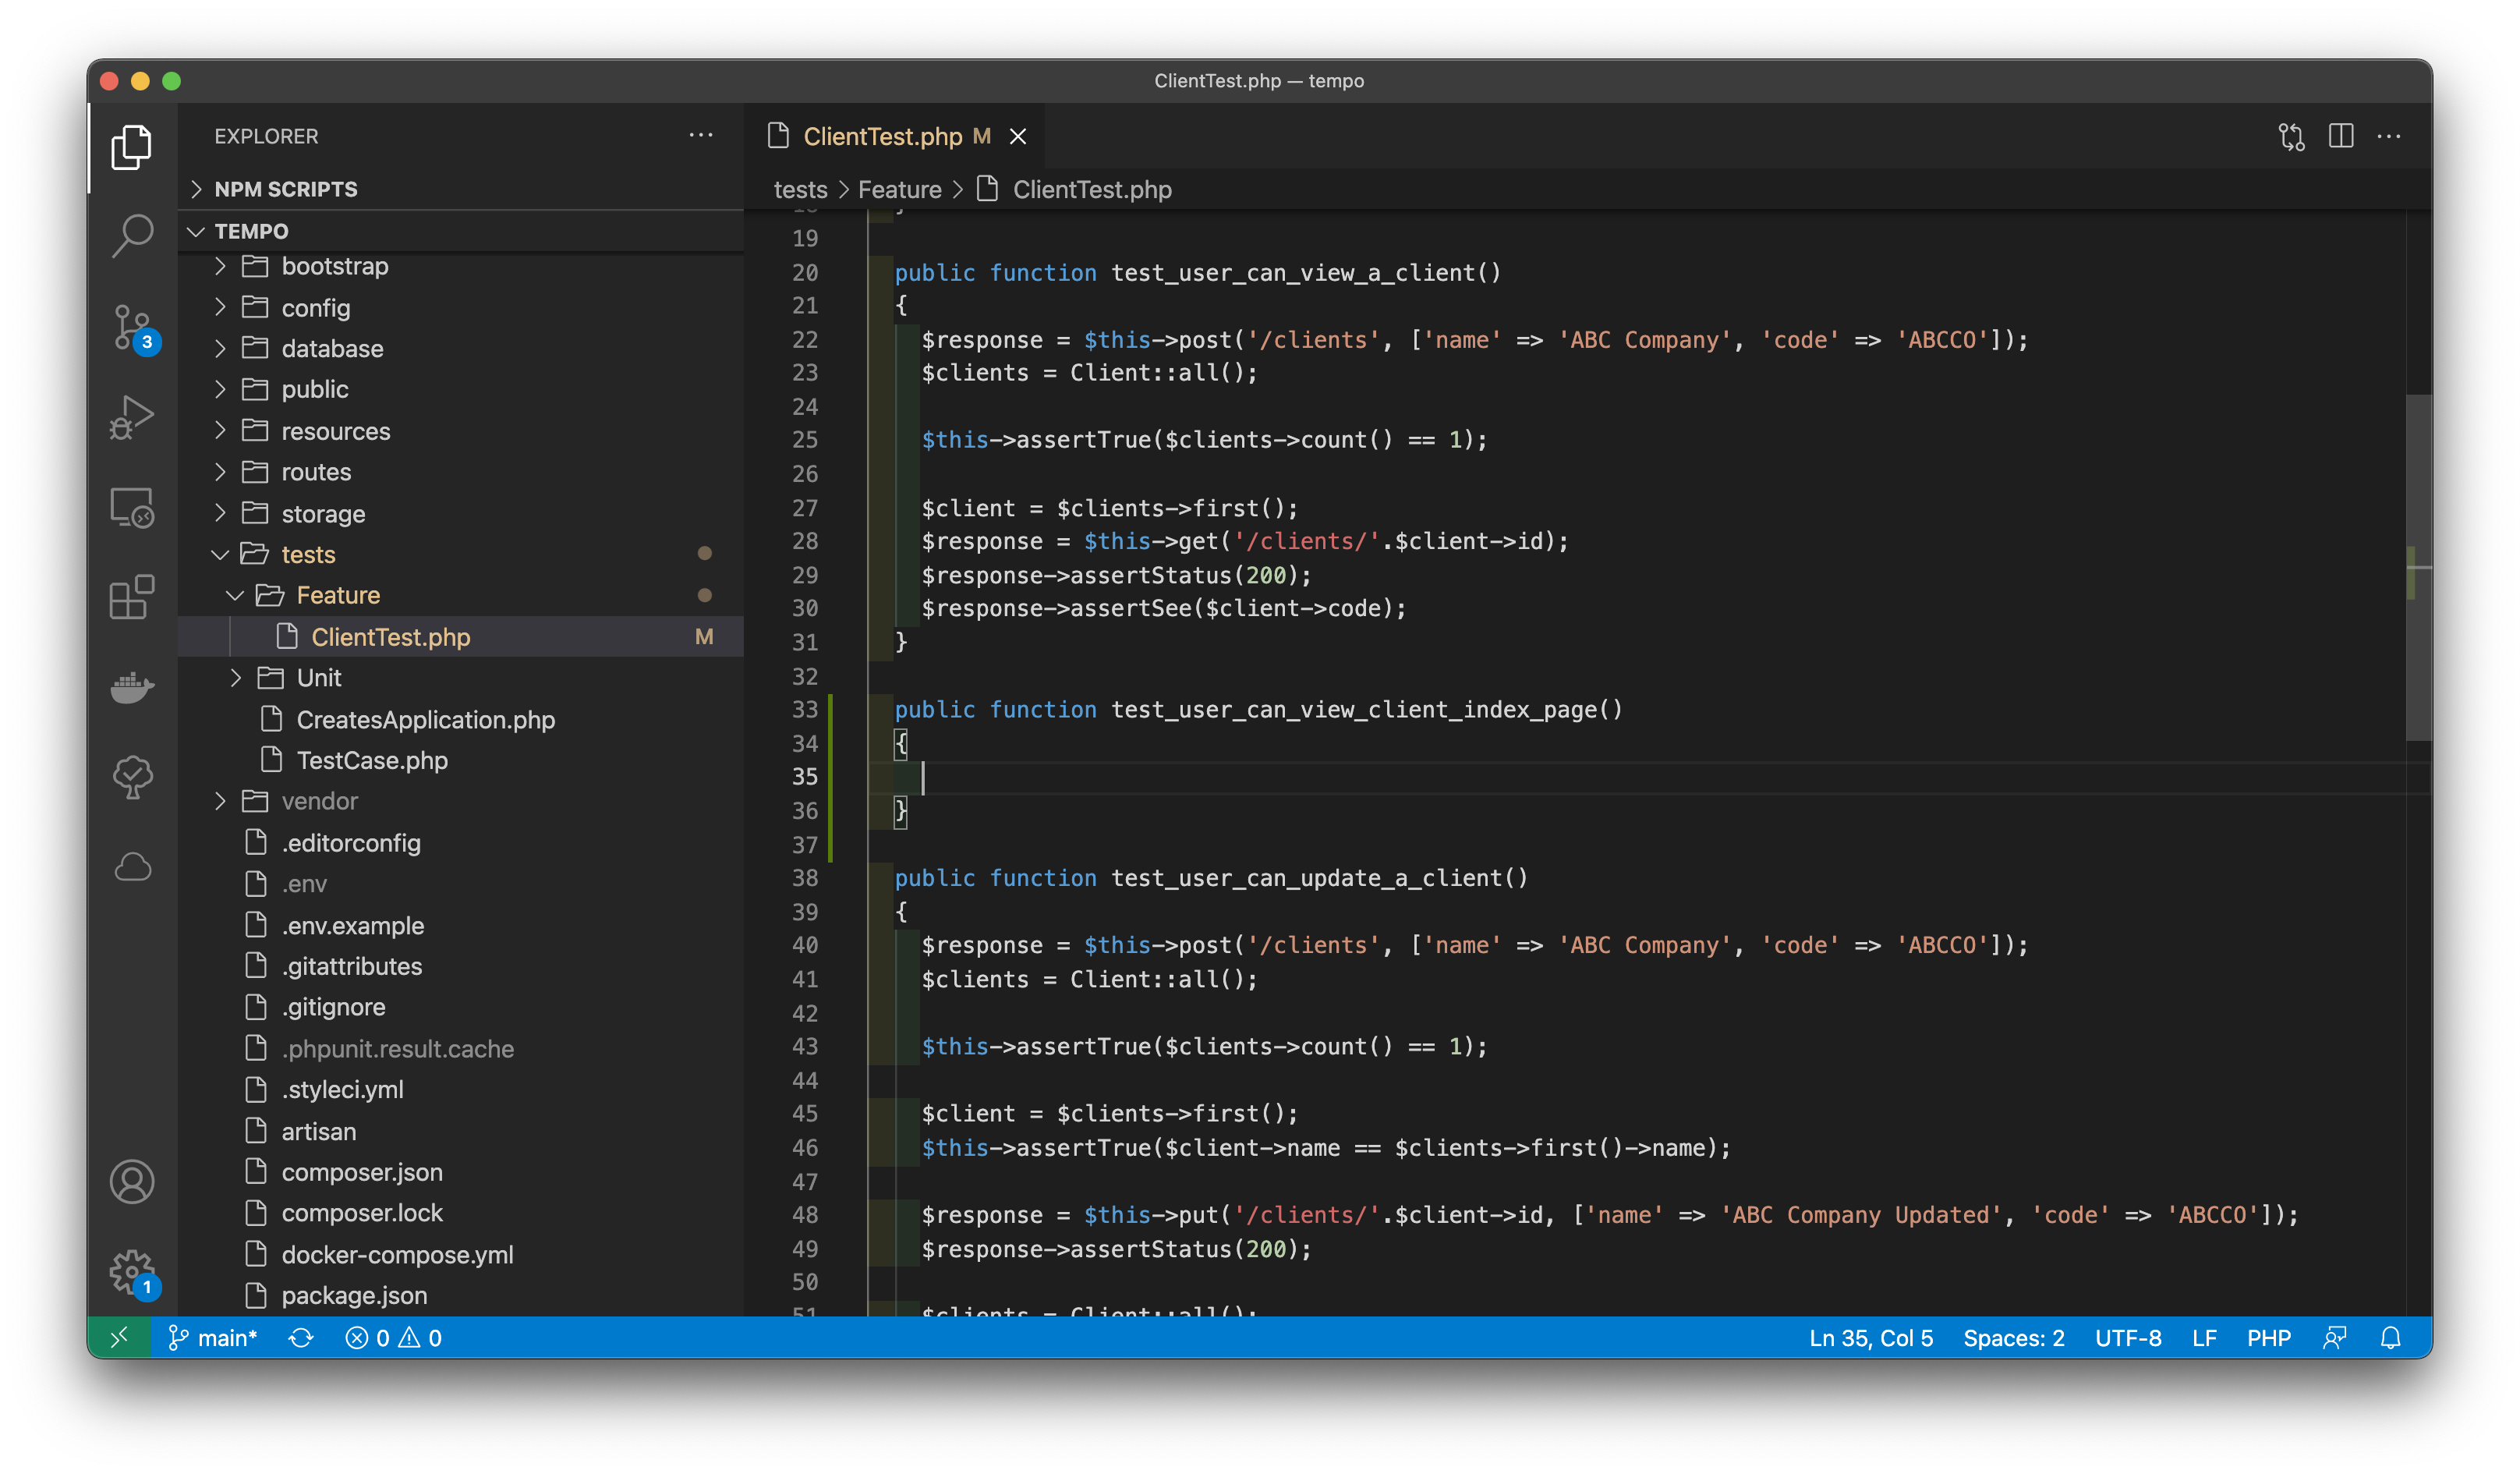 ClientTest.php — tempo
EXPLORER
NPM SCRIPTS
TEMPO
bootstrap
config
database
public
resources
routes
storage
tests
Feature
ClientTest.php M
Unit
CreatesApplication.php
TestCase.php
vendor
.editorconfig
.env
.env.example
.gitattributes
.gitignore
.phpunit.result.cache
.styleci.yml
artisan
composer.json
composer.lock
docker-compose.yml
package.json
3
1
ClientTest.php M
tests > Feature > ClientTest.php
18 }
19
20 public function test_user_can_view_a_client()
21 {
22 $response = $this->post('/clients', ['name' => 'ABC Company', 'code' => 'ABCCO']);
23 $clients = Client::all();
24
25 $this->assertTrue($clients->count() == 1);
26
27 $client = $clients->first();
28 $response = $this->get('/clients/'.$client->id);
29 $response->assertStatus(200);
30 $response->assertSee($client->code);
31 }
32
33 public function test_user_can_view_client_index_page()
34 {
35
36 }
37
38 public function test_user_can_update_a_client()
39 {
40 $response = $this->post('/clients', ['name' => 'ABC Company', 'code' => 'ABCCO']);
41 $clients = Client::all();
42
43 $this->assertTrue($clients->count() == 1);
44
45 $client = $clients->first();
46 $this->assertTrue($client->name == $clients->first()->name);
47
48 $response = $this->put('/clients/'.$client->id, ['name' => 'ABC Company Updated', 'code' => 'ABCCO']);
49 $response->assertStatus(200);
50
51 $clients = Client::all();
main* 0 0
Ln 35, Col 5 Spaces: 2 UTF-8 LF PHP